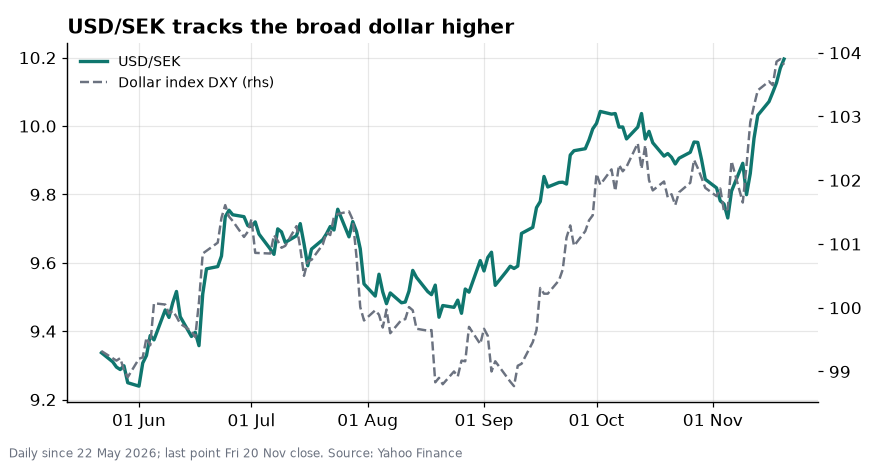 USD/SEK tracks the broad dollar higher
USD/SEK
Dollar index DXY (rhs)
10.2
10.0
9.8
9.6
9.4
9.2
104
103
102
101
100
99
01 Jun
01 Jul
01 Aug
01 Sep
01 Oct
01 Nov
Daily since 22 May 2026; last point Fri 20 Nov close. Source: Yahoo Finance